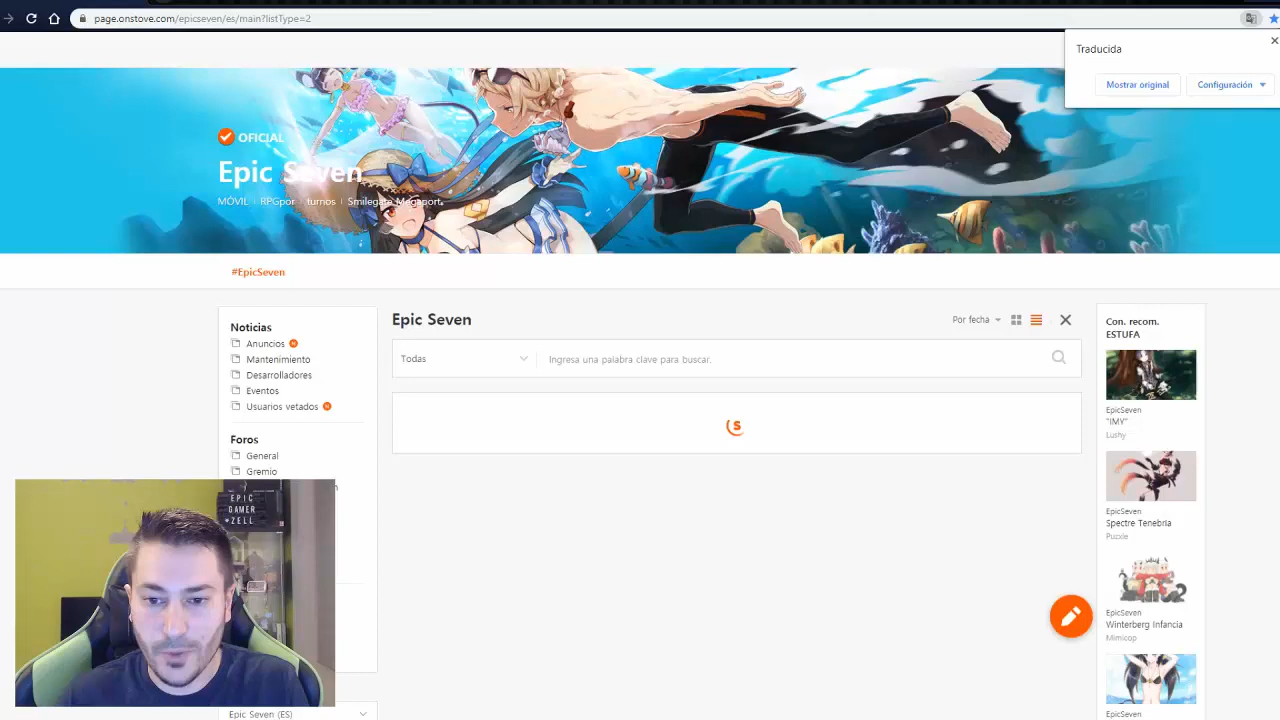 page.onstove.com/epicseven/es/main?listType=2
Traducida
Mostrar original
Configuración
OFICIAL
Epic Seven
MÓVIL | RPGpor | turnos | Smilegate Megaport.
#EpicSeven
Noticias
Anuncios N
Mantenimiento
Desarrolladores
Eventos
Usuarios vetados N
Foros
General
Gremio
Epic Seven (ES)
Epic Seven
Por fecha
Todas
Ingresa una palabra clave para buscar.
S
Con. recom.
ESTUFA
EpicSeven
"IMY"
Lushy
EpicSeven
Spectre Tenebria
Puxxie
EpicSeven
Winterberg Infancia
Mimicop
EpicSeven
EPIC
GAMER
ZELL